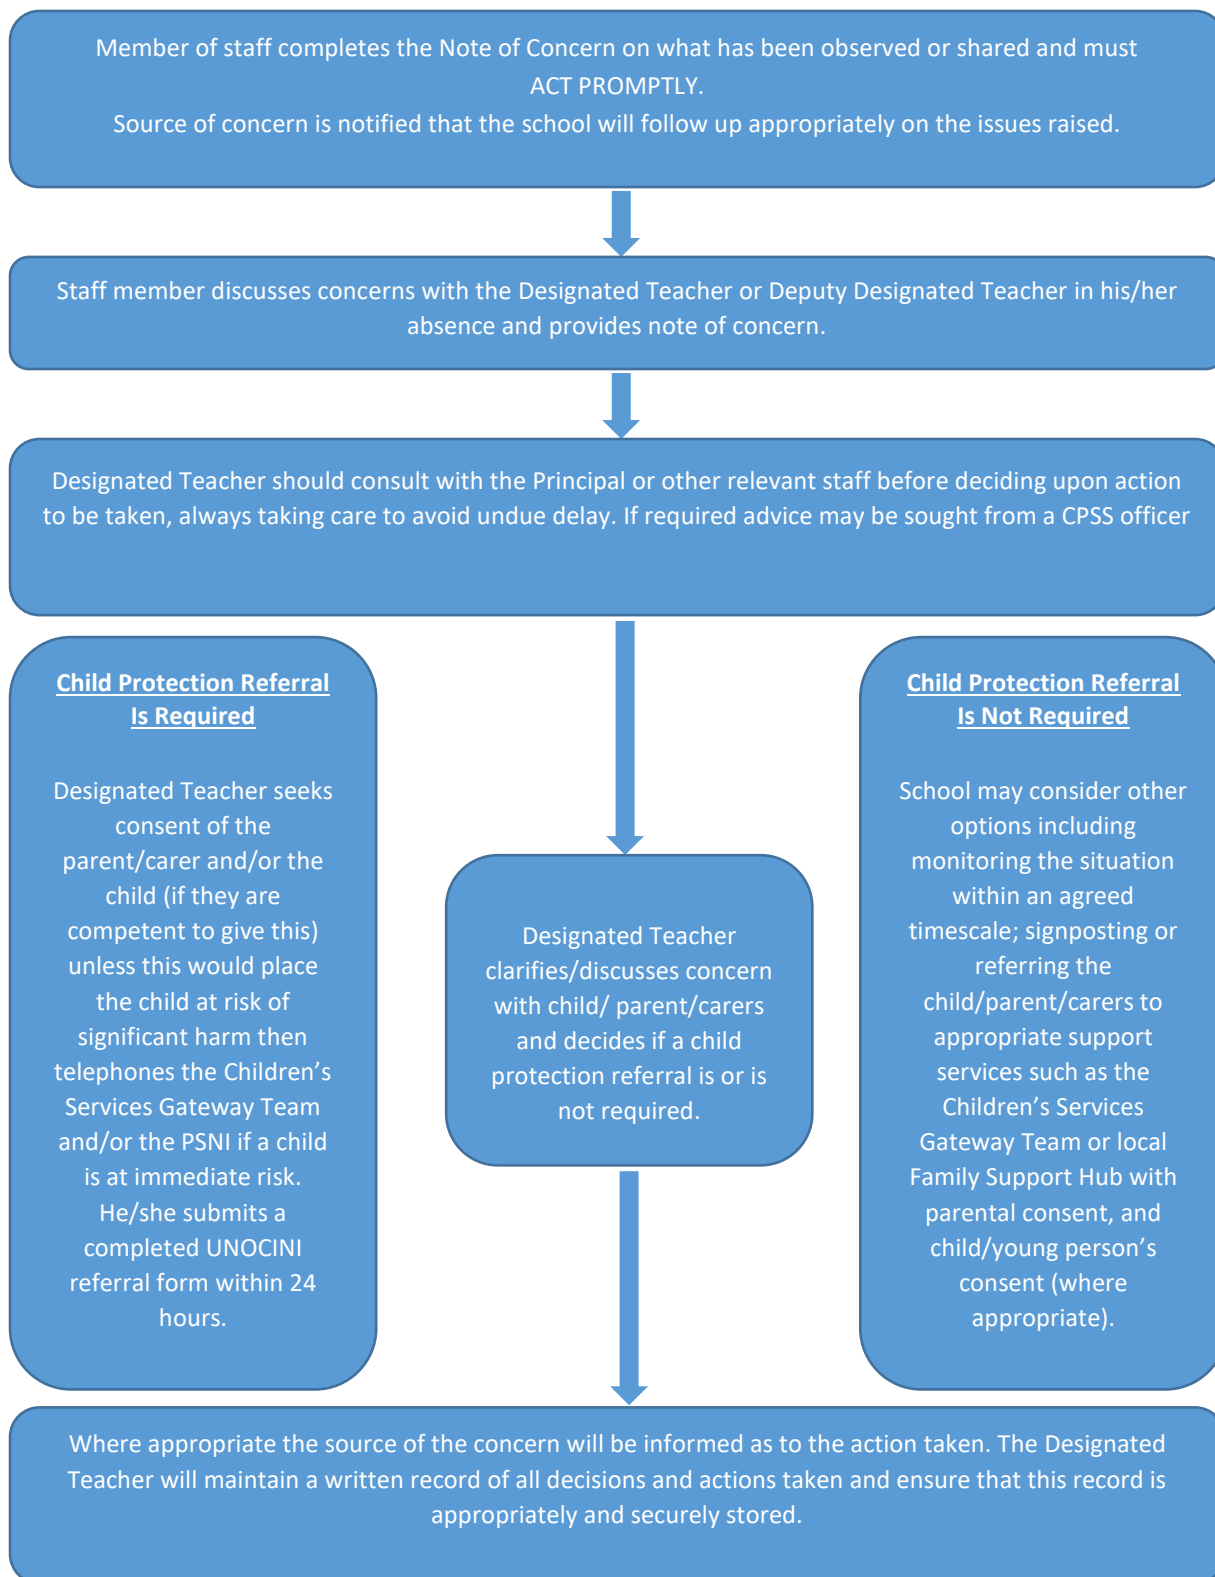 Member of staff completes the Note of Concern on what has been observed or shared and must
ACT PROMPTLY.
Source of concern is notified that the school will follow up appropriately on the issues raised.
Staff member discusses concerns with the Designated Teacher or Deputy Designated Teacher in his/her
absence and provides note of concern.
Designated Teacher should consult with the Principal or other relevant staff before deciding upon action
to be taken, always taking care to avoid undue delay. If required advice may be sought from a CPSS officer
Child Protection Referral
Is Required
Designated Teacher seeks
consent of the
parent/carer and/or the
child (if they are
competent to give this)
unless this would place
the child at risk of
significant harm then
telephones the Children's
Services Gateway Team
and/or the PSNI if a child
is at immediate risk.
He/she submits a
completed UNOCINI
referral form within 24
hours.
Designated Teacher
clarifies/discusses concern
with child/ parent/carers
and decides if a child
protection referral is or is
not required.
Child Protection Referral
Is Not Required
School may consider other
options including
monitoring the situation
within an agreed
timescale; signposting or
referring the
child/parent/carers to
appropriate support
services such as the
Children's Services
Gateway Team or local
Family Support Hub with
parental consent, and
child/young person's
consent (where
appropriate).
Where appropriate the source of the concern will be informed as to the action taken. The Designated
Teacher will maintain a written record of all decisions and actions taken and ensure that this record is
appropriately and securely stored.